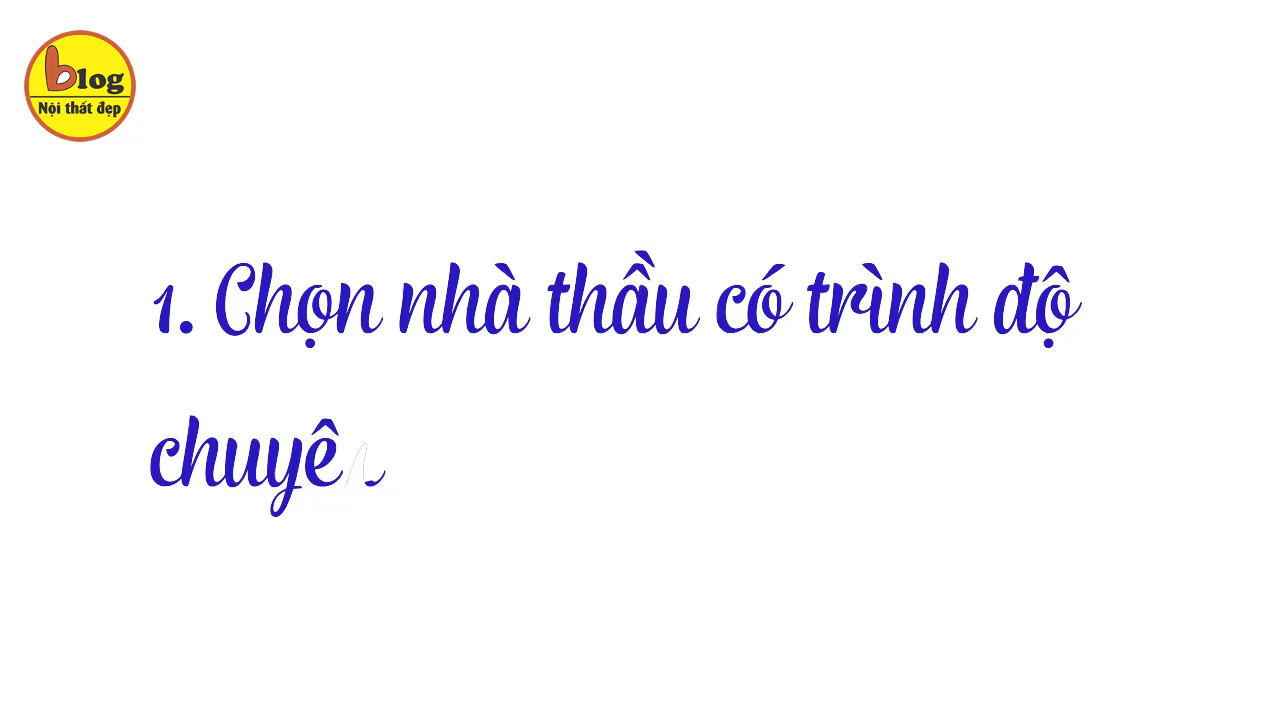 blog
Nội thất đẹp
1. Chọn nhà thầu có trình độ
chuyê